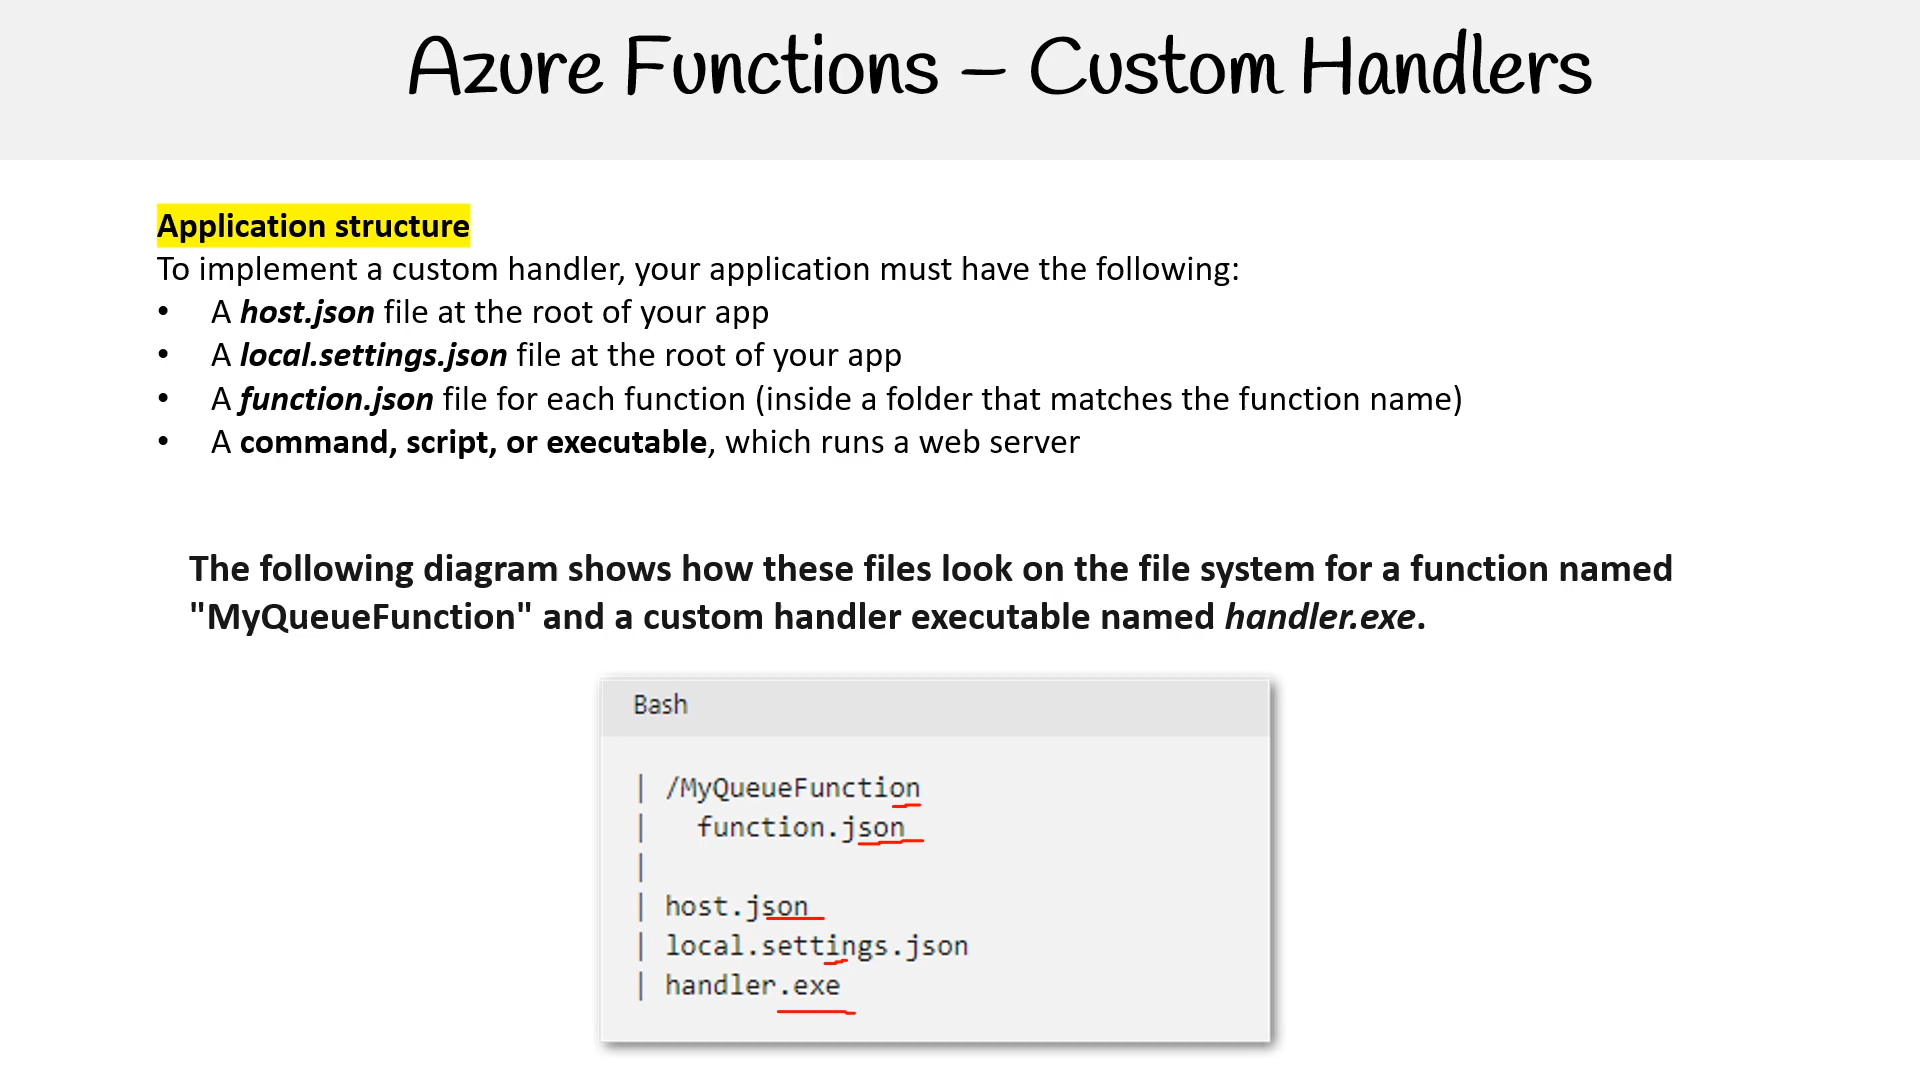 Azure Functions – Custom Handlers
Application structure
To implement a custom handler, your application must have the following:
• A host.json file at the root of your app
• A local.settings.json file at the root of your app
• A function.json file for each function (inside a folder that matches the function name)
• A command, script, or executable, which runs a web server
The following diagram shows how these files look on the file system for a function named
"MyQueueFunction" and a custom handler executable named handler.exe.
Bash
| /MyQueueFunction
|   function.json
|
| host.json
| local.settings.json
| handler.exe